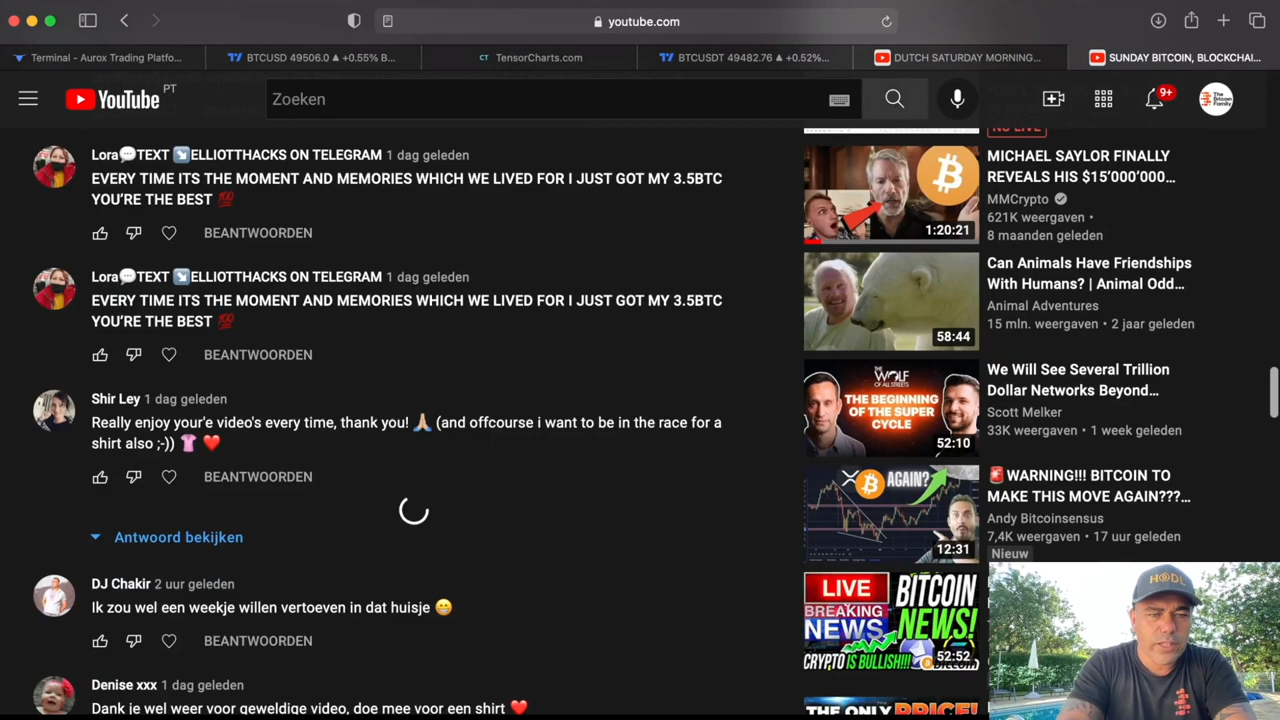 youtube.com
Terminal - Aurox Trading Platfo...
BTCUSD 49506.0 ▲ +0.55% B...
TensorCharts.com
BTCUSDT 49482.76 ▲ +0.52%...
DUTCH SATURDAY MORNING...
SUNDAY BITCOIN, BLOCKCHAI...
YouTube PT
Zoeken
9+
The Bitcoin Family
Lora💬TEXT ↘️ELLIOTTHACKS ON TELEGRAM 1 dag geleden
EVERY TIME ITS THE MOMENT AND MEMORIES WHICH WE LIVED FOR I JUST GOT MY 3.5BTC
YOU'RE THE BEST 💯
BEANTWOORDEN
Lora💬TEXT ↘️ELLIOTTHACKS ON TELEGRAM 1 dag geleden
EVERY TIME ITS THE MOMENT AND MEMORIES WHICH WE LIVED FOR I JUST GOT MY 3.5BTC
YOU'RE THE BEST 💯
BEANTWOORDEN
Shir Ley 1 dag geleden
Really enjoy your'e video's every time, thank you! 🙏🏼 (and offcourse i want to be in the race for a
shirt also ;-)) 👚 ❤️
BEANTWOORDEN
Antwoord bekijken
DJ Chakir 2 uur geleden
Ik zou wel een weekje willen vertoeven in dat huisje 😁
BEANTWOORDEN
Denise xxx 1 dag geleden
Dank je wel weer voor geweldige video, doe mee voor een shirt ❤️
NU LIVE
1:20:21
MICHAEL SAYLOR FINALLY
REVEALS HIS $15'000'000...
MMCrypto
621K weergaven •
8 maanden geleden
58:44
Can Animals Have Friendships
With Humans? | Animal Odd...
Animal Adventures
15 mln. weergaven • 2 jaar geleden
THE WOLF
OF ALL STREETS
THE BEGINNING
OF THE SUPER
CYCLE
52:10
We Will See Several Trillion
Dollar Networks Beyond...
Scott Melker
33K weergaven • 1 week geleden
AGAIN?
12:31
🚨WARNING!!! BITCOIN TO
MAKE THIS MOVE AGAIN???...
Andy Bitcoinsensus
7,4K weergaven • 17 uur geleden
Nieuw
LIVE
BREAKING
NEWS
BITCOIN
NEWS!
CRYPTO IS BULLISH!!!
52:52
THE ONLY PRICE!
HODL